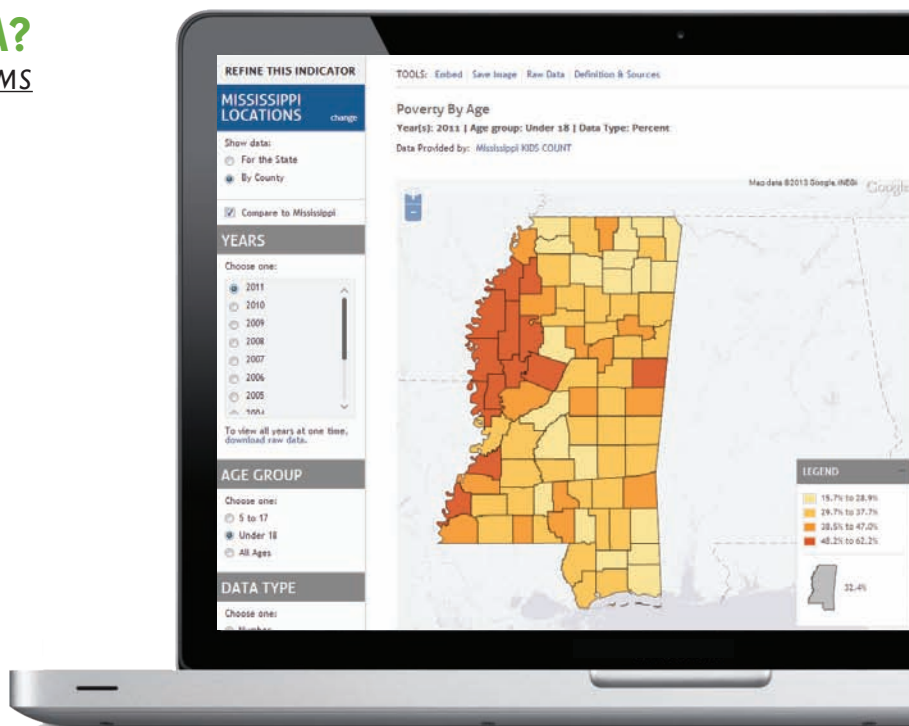 A?
MS
REFINE THIS INDICATOR
MISSISSIPPI
LOCATIONS change
Show data:
For the State
By County
Compare to Mississippi
YEARS
Choose one:
2011
2010
2009
2008
2007
2006
2005
2004
To view all years at one time,
download raw data.
AGE GROUP
Choose one:
5 to 17
Under 18
All Ages
DATA TYPE
Choose one:
Number
TOOLS: Embed | Save Image | Raw Data | Definition & Sources
Poverty By Age
Year(s): 2011 | Age group: Under 18 | Data Type: Percent
Data Provided by: Mississippi KIDS COUNT
Map data ©2013 Google, INEGI
Google
LEGEND
15.7% to 28.9%
29.7% to 37.7%
38.5% to 47.0%
48.2% to 62.2%
32.4%